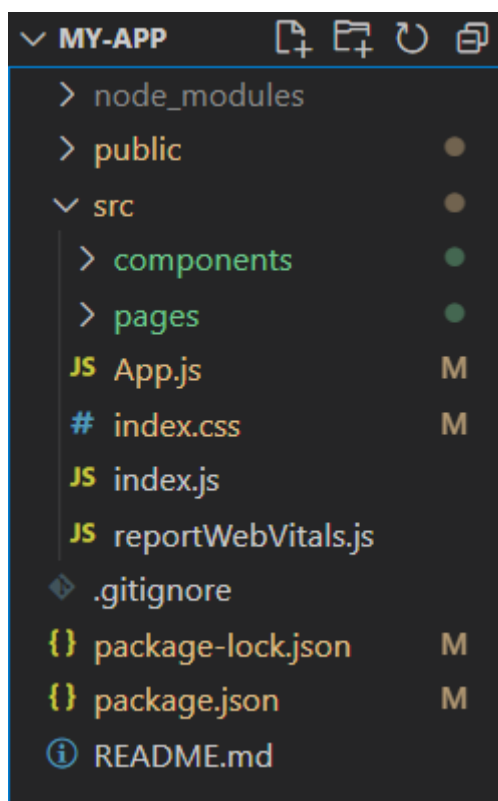 MY-APP
node_modules
public
src
components
pages
JS App.js M
# index.css M
JS index.js
JS reportWebVitals.js
.gitignore
{} package-lock.json M
{} package.json M
README.md